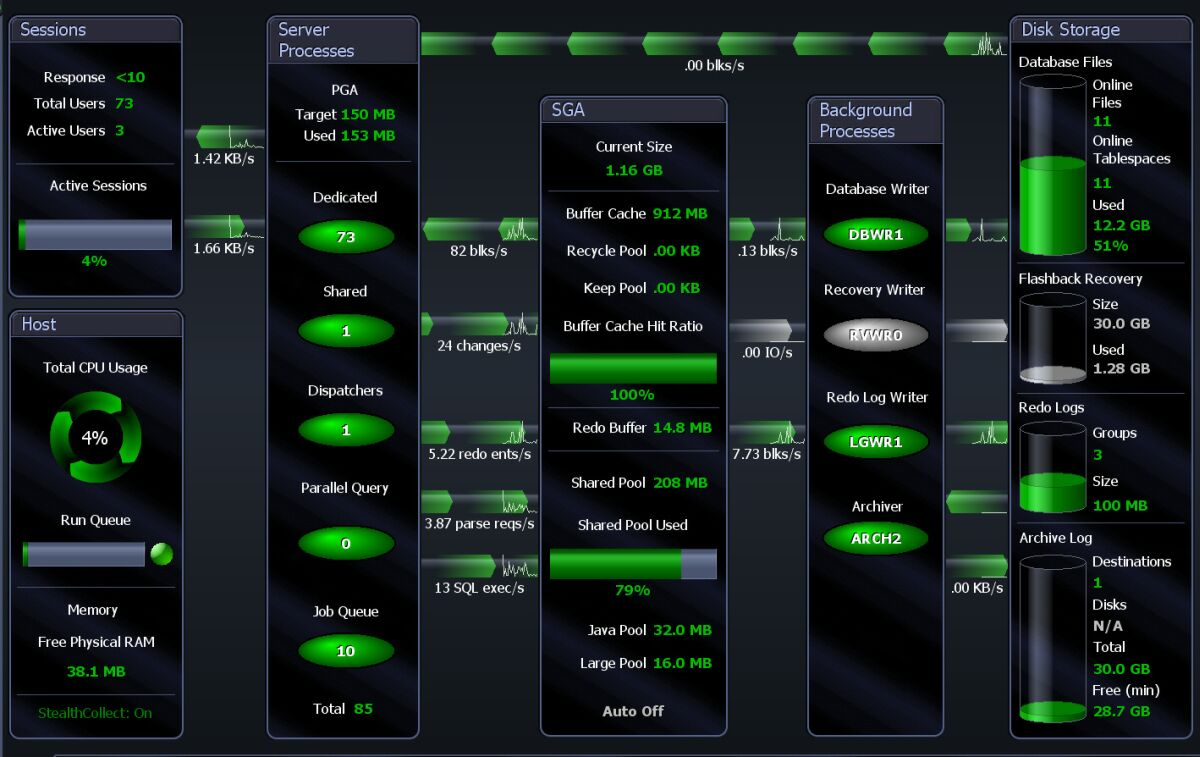 Sessions
Response <10
Total Users 73
Active Users 3
Active Sessions
4%
Host
Total CPU Usage
4%
Run Queue
Memory
Free Physical RAM
38.1 MB
StealthCollect: On
1.42 KB/s
1.66 KB/s
Server
Processes
PGA
Target 150 MB
Used 153 MB
Dedicated
73
Shared
1
Dispatchers
1
Parallel Query
0
Job Queue
10
Total 85
.00 blks/s
82 blks/s
24 changes/s
5.22 redo ents/s
3.87 parse reqs/s
13 SQL exec/s
SGA
Current Size
1.16 GB
Buffer Cache 912 MB
Recycle Pool .00 KB
Keep Pool .00 KB
Buffer Cache Hit Ratio
100%
Redo Buffer 14.8 MB
Shared Pool 208 MB
Shared Pool Used
79%
Java Pool 32.0 MB
Large Pool 16.0 MB
Auto Off
.13 blks/s
.00 IO/s
7.73 blks/s
Background
Processes
Database Writer
DBWR1
Recovery Writer
RVWR0
Redo Log Writer
LGWR1
Archiver
ARCH2
.00 KB/s
Disk Storage
Database Files
Online
Files
11
Online
Tablespaces
11
Used
12.2 GB
51%
Flashback Recovery
Size
30.0 GB
Used
1.28 GB
Redo Logs
Groups
3
Size
100 MB
Archive Log
Destinations
1
Disks
N/A
Total
30.0 GB
Free (min)
28.7 GB